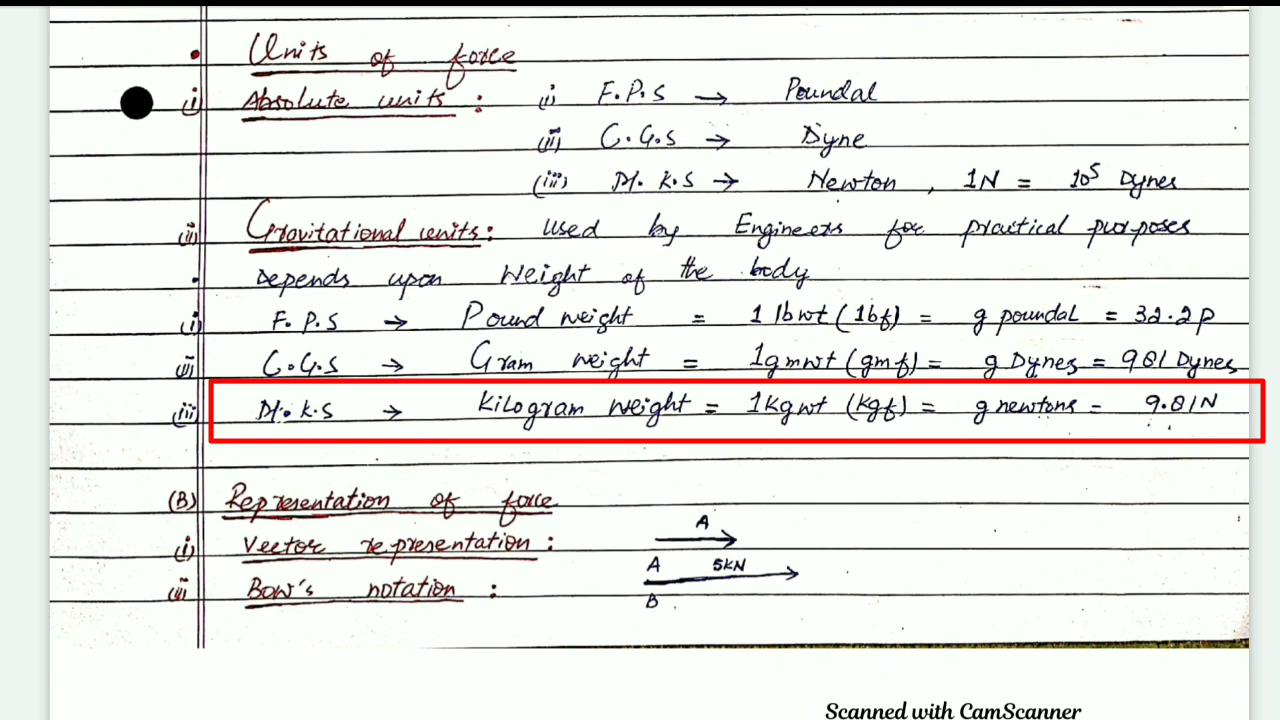 • Units of force
(i) Absolute units : (i) F.P.S → Poundal
(ii) C.G.S → Dyne
(iii) M.K.S → Newton, 1N = 10⁵ Dynes
(ii) Gravitational units: Used by Engineers for practical purposes
• Depends upon Weight of the body
(i) F.P.S → Pound weight = 1 lbwt (1bf) = g poundal = 32.2P
(ii) C.G.S → Gram weight = 1gmwt (gmf) = g Dynes = 981 Dynes
(iii) M.K.S → Kilogram weight = 1kgwt (kgf) = g newtons = 9.81N
(B) Representation of force
(i) Vector representation : A
(ii) Bow's notation : A 5KN
B
Scanned with CamScanner